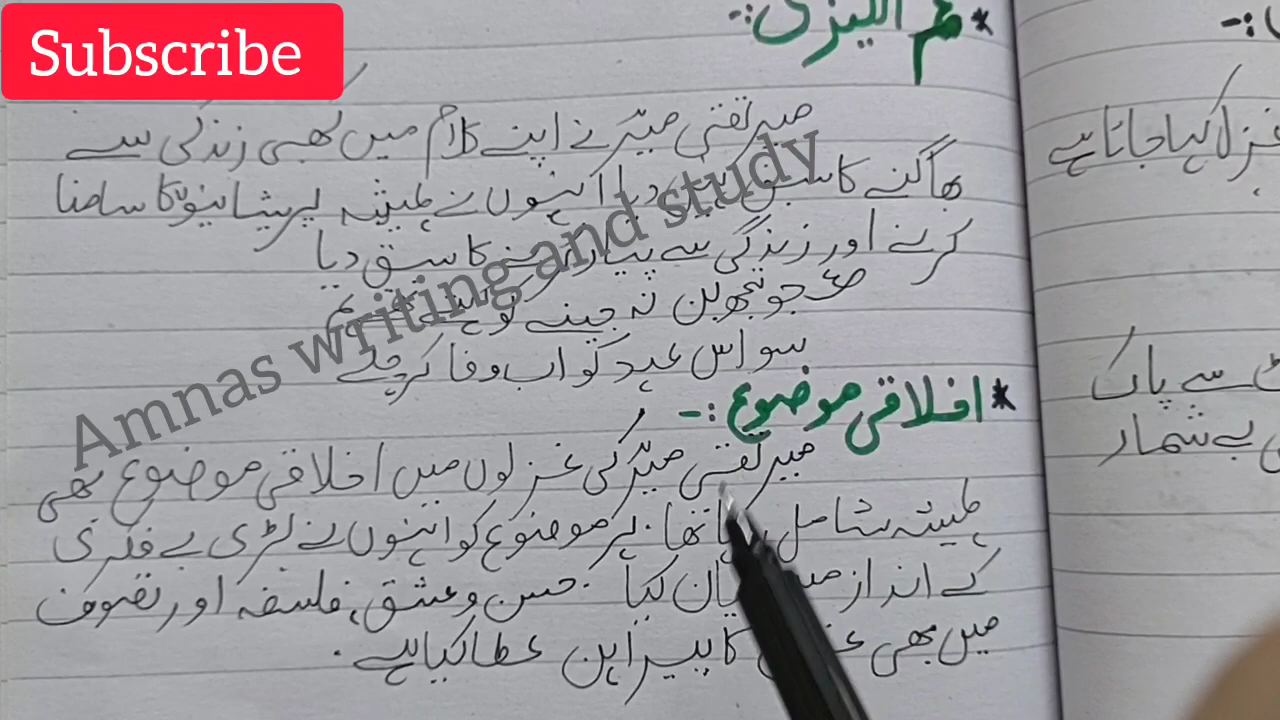 Subscribe
* غم انگیزی :-
میر تقی میر نے اپنے کلام میں کبھی زندگی سے
بھاگنے کا سبق نہیں دیا انہوں نے ہمیشہ پریشانیوں کا سامنا
کرنے اور زندگی سے پیار کرنے کا سبق دیا
جو تجھ بن نہ جینے کو کہتے تھے ہم
سو اس عہد کو اب وفا کر چلے
* اخلاقی موضوع :-
میر تقی میر کی غزلوں میں اخلاقی موضوع بھی
ہمیشہ شامل رہا تھا۔ ہر موضوع کو انہوں نے بڑی بے فکری
کے انداز میں بیان کیا۔ حسن و عشق، فلسفہ اور تصوف
میں بھی کا پیراہن عطا کیا ہے۔
Amnas writing and study
کیا جاتا ہے
سے پاک
بے شمار